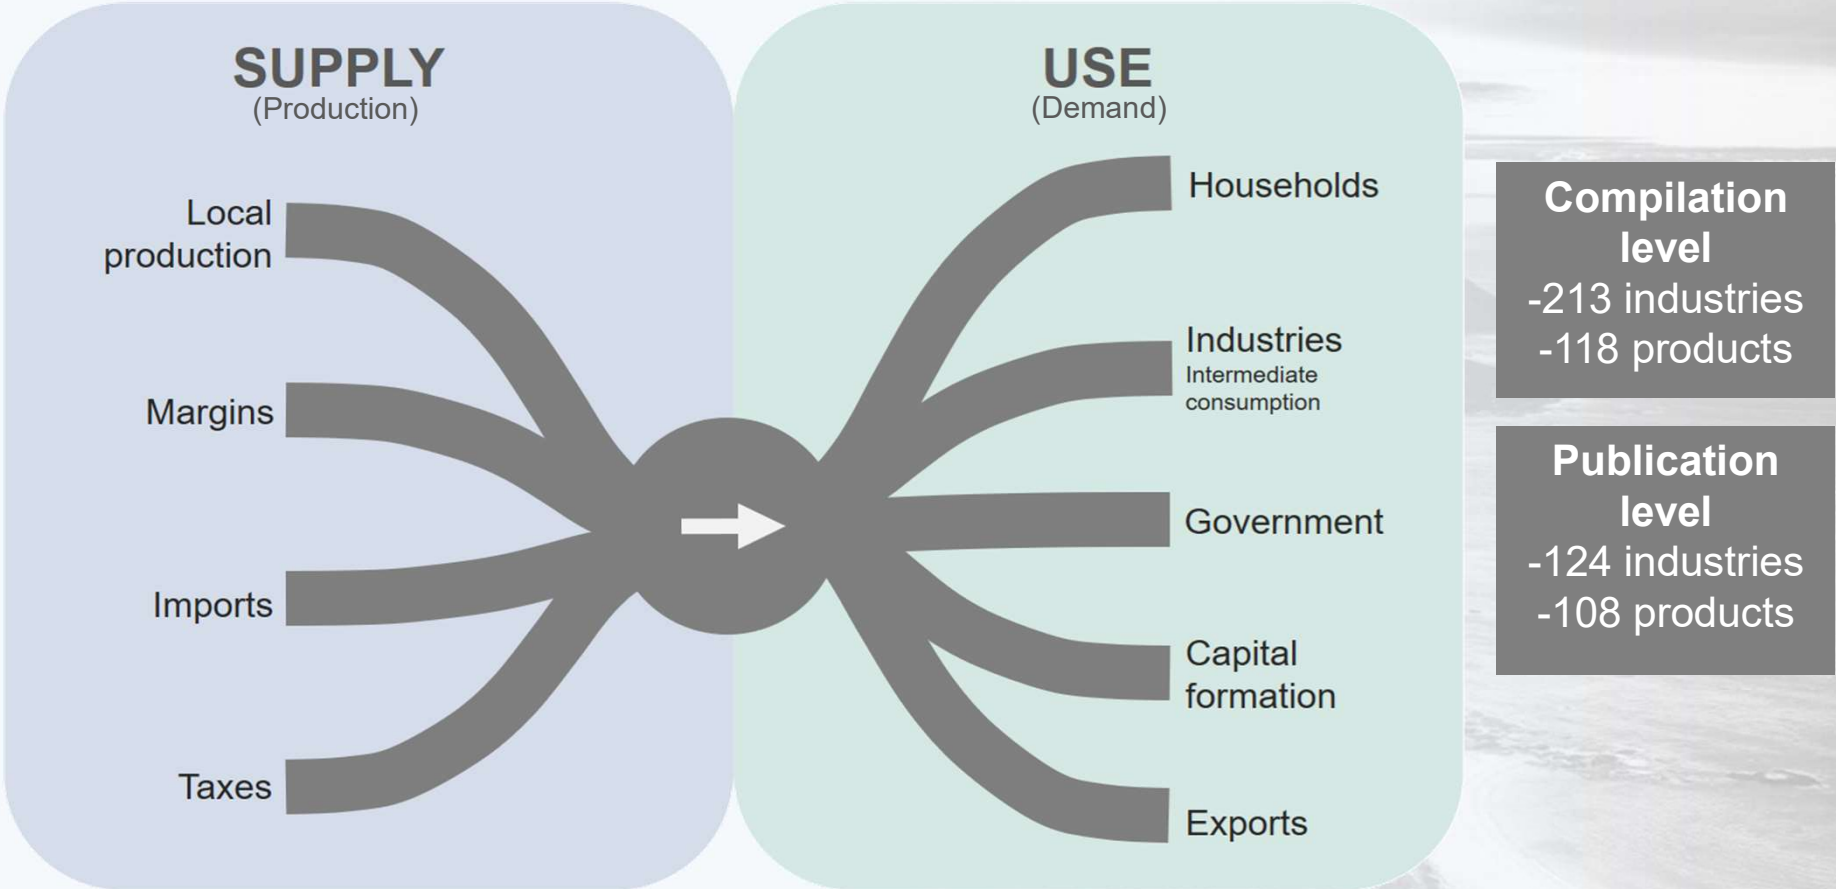 SUPPLY
(Production)
Local
production
Margins
Imports
Taxes
USE
(Demand)
Households
Industries
Intermediate
consumption
Government
Capital
formation
Exports
Compilation
level
-213 industries
-118 products
Publication
level
-124 industries
-108 products